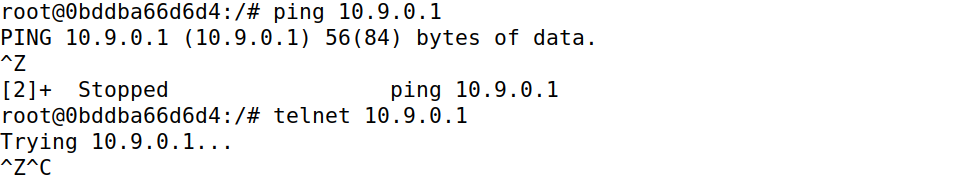 root@0bddba66d6d4:/# ping 10.9.0.1
PING 10.9.0.1 (10.9.0.1) 56(84) bytes of data.
^Z
[2]+  Stopped                 ping 10.9.0.1
root@0bddba66d6d4:/# telnet 10.9.0.1
Trying 10.9.0.1...
^Z^C